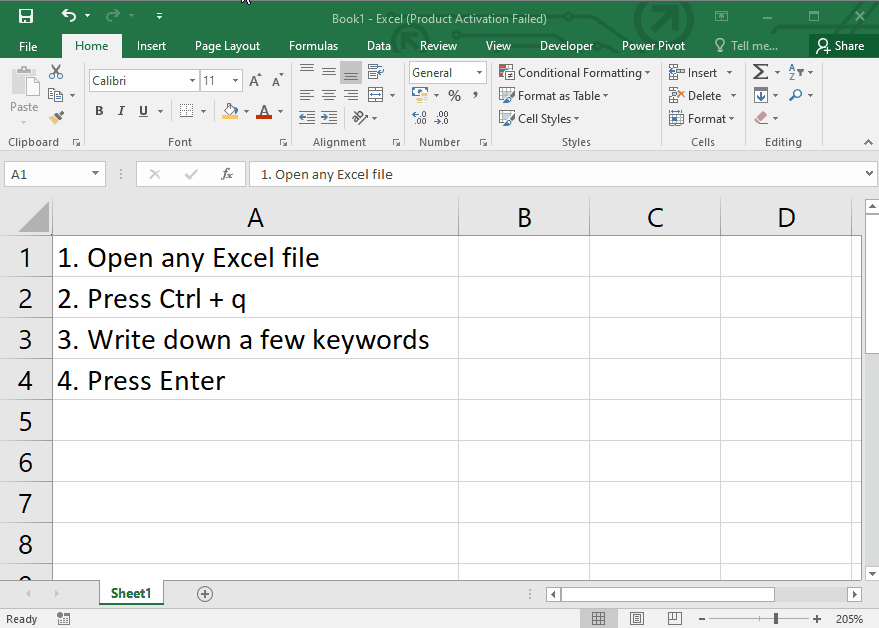 Book1 - Excel (Product Activation Failed)
File Home Insert Page Layout Formulas Data Review View Developer Power Pivot Tell me... Share
Paste Calibri 11 A A General Conditional Formatting Insert Σ A Z
B I U A % , Format as Table Delete
.0 .00 Cell Styles Format
Clipboard Font Alignment Number Styles Cells Editing
A1 fx 1. Open any Excel file
A B C D
1 1. Open any Excel file
2 2. Press Ctrl + q
3 3. Write down a few keywords
4 4. Press Enter
5
6
7
8
Sheet1
Ready 205%